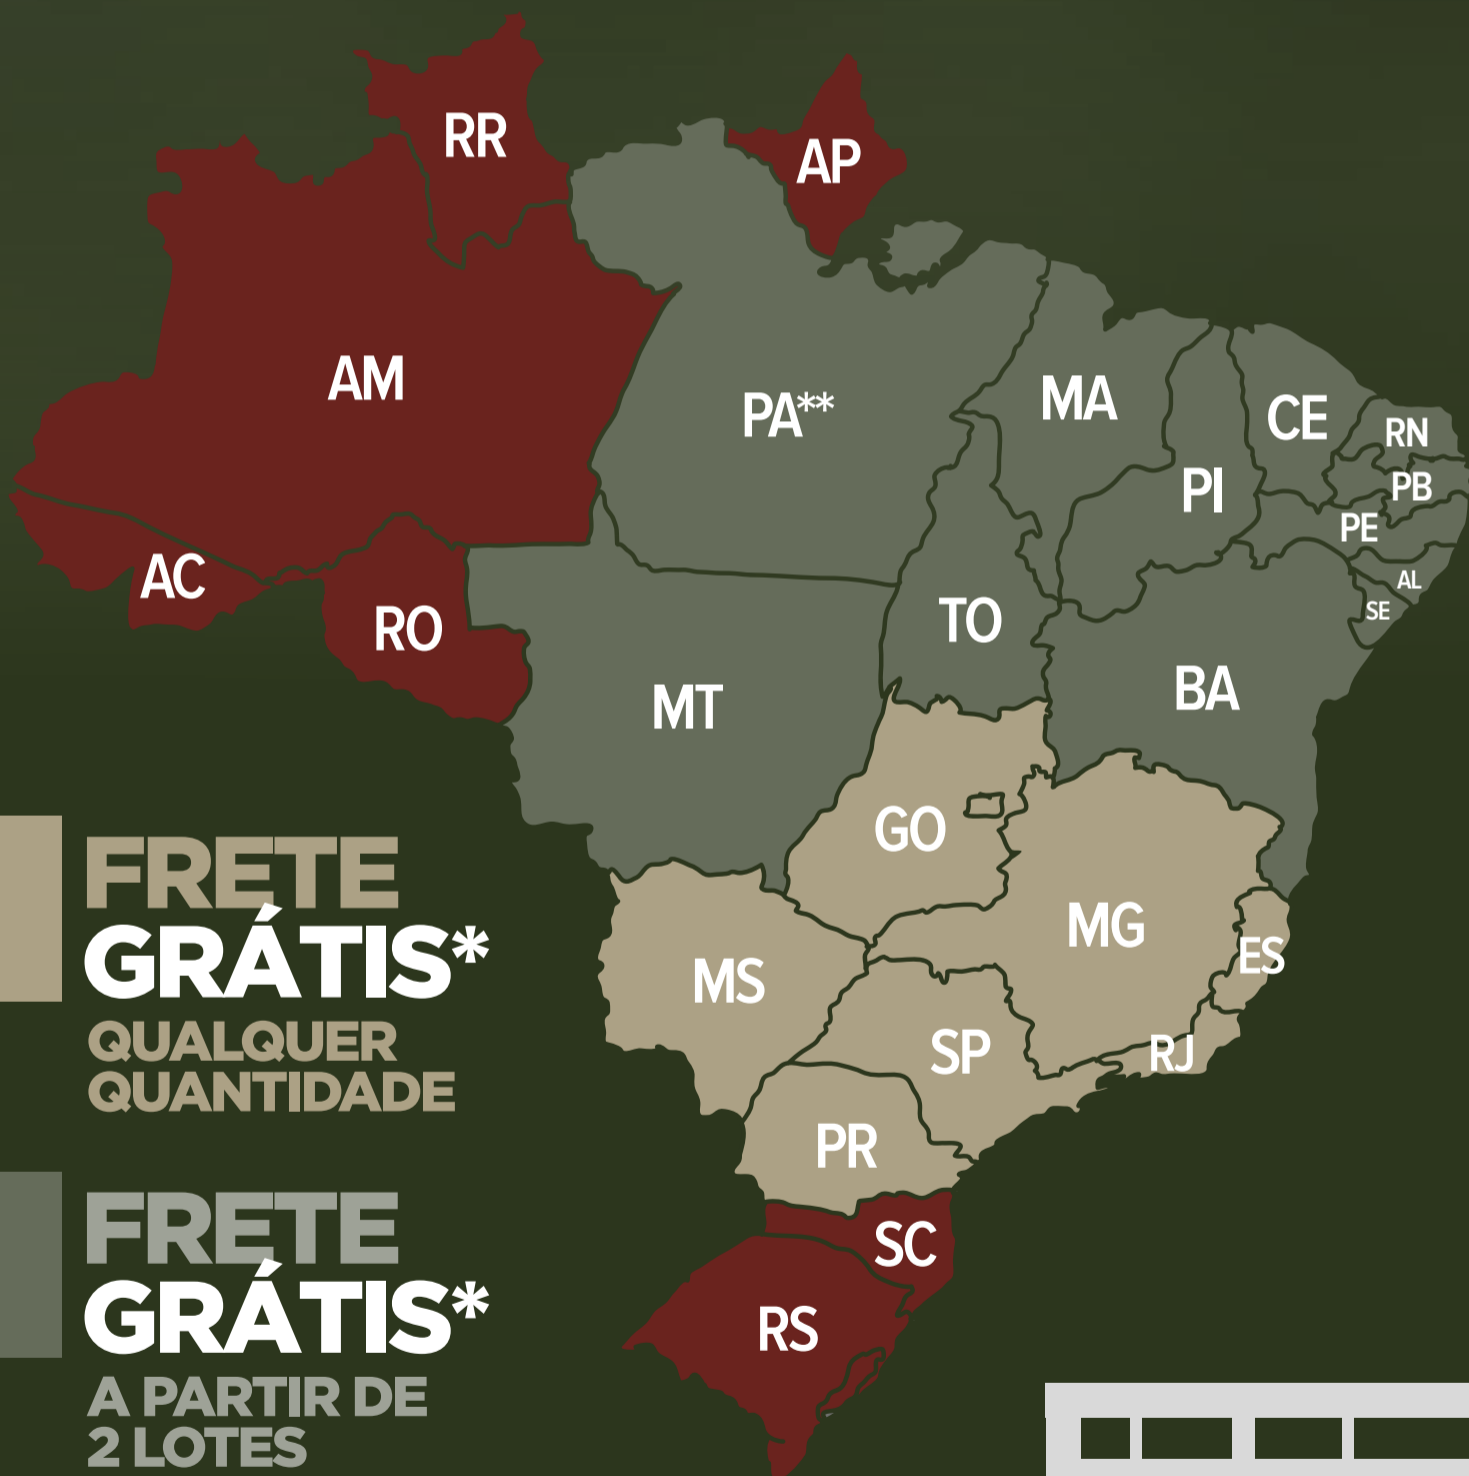 RR
AP
AM
PA**
MA
CE
RN
PI
PB
PE
AC
AL
SE
RO
TO
BA
MT
GO
MG
ES
MS
SP
RJ
PR
SC
RS
FRETE
GRÁTIS*
QUALQUER
QUANTIDADE
FRETE
GRÁTIS*
A PARTIR DE
2 LOTES